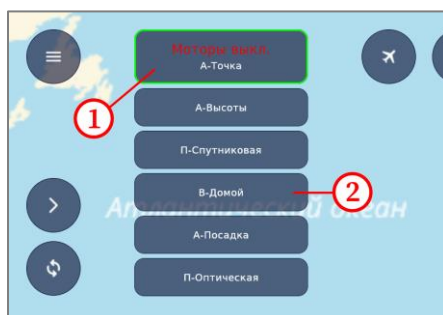 Моторы выкл.
А-Точка
1
А-Высоты
П-Спутниковая
В-Домой
2
Атлантический океан
А-Посадка
П-Оптическая